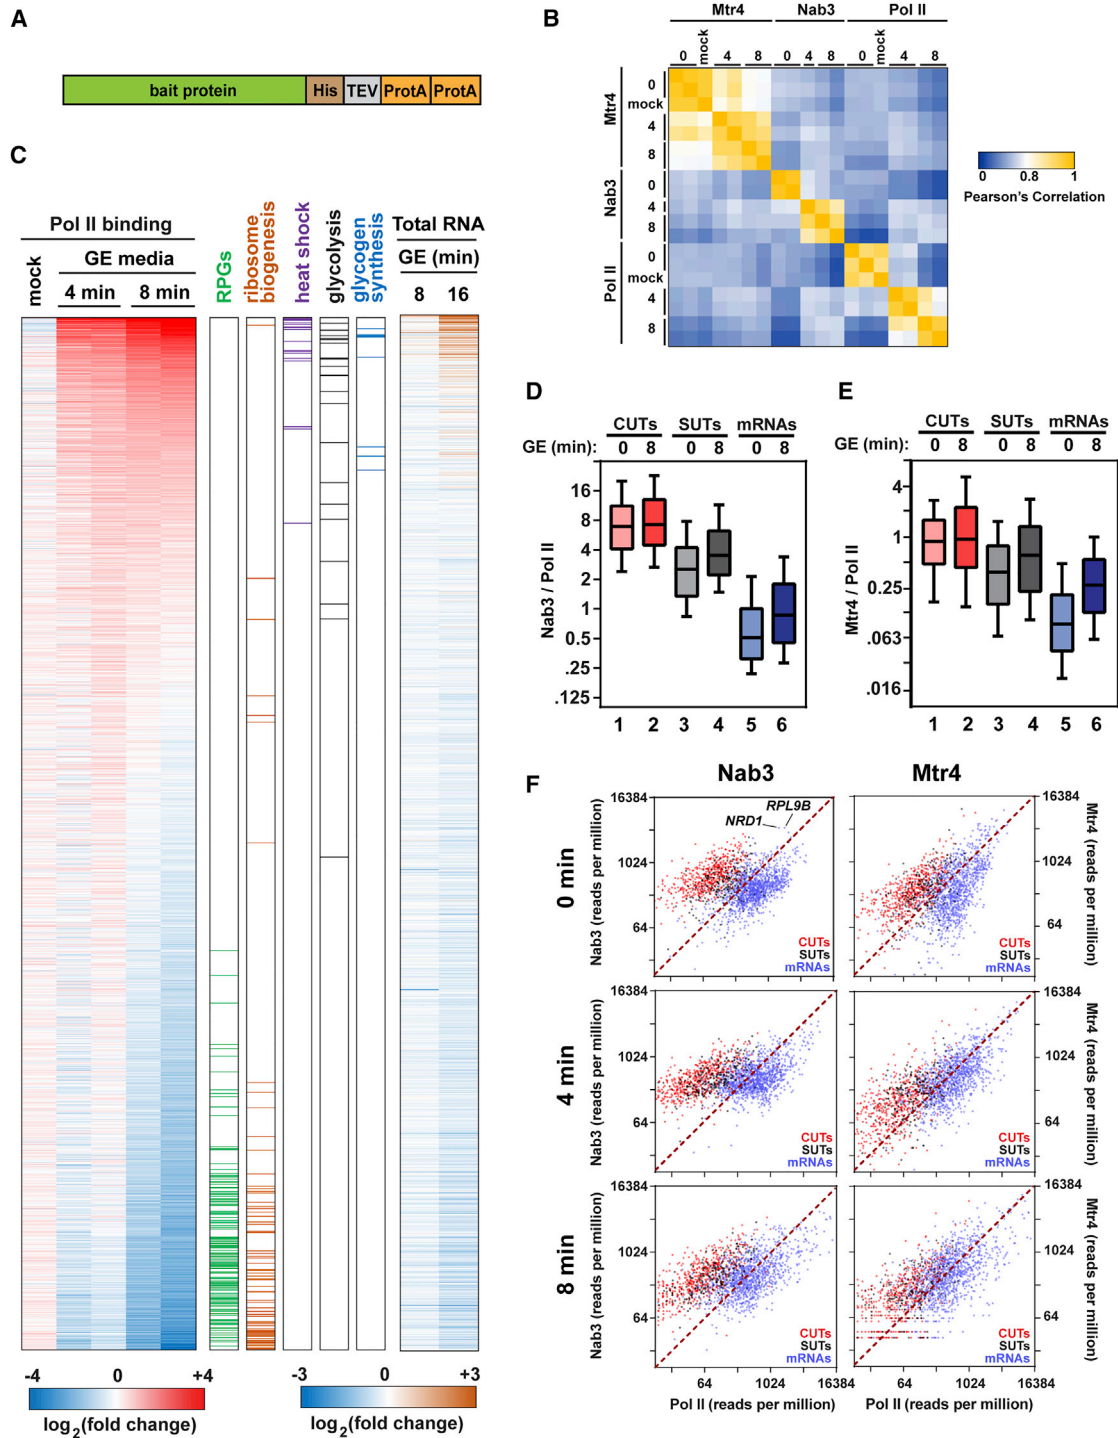 A
bait protein His TEV ProtA ProtA
B
Mtr4 Nab3 Pol II
0 mock 4 8 0 4 8 0 mock 4 8
Mtr4
0
mock
4
8
Nab3
0
4
8
Pol II
0
mock
4
8
0 0.8 1
Pearson's Correlation
C
Pol II binding
GE media
mock
4 min 8 min
RPGs
ribosome
biogenesis
heat shock
glycolysis
glycogen
synthesis
Total RNA
GE (min)
8 16
-4 0 +4
log2(fold change)
-3 0 +3
log2(fold change)
D
CUTs SUTs mRNAs
GE (min): 0 8 0 8 0 8
Nab3 / Pol II
16
8
4
2
1
0.5
0.25
.125
1 2 3 4 5 6
E
CUTs SUTs mRNAs
GE (min): 0 8 0 8 0 8
Mtr4 / Pol II
4
1
0.25
.063
.016
1 2 3 4 5 6
F
Nab3 Mtr4
0 min
Nab3 (reads per million)
16384
1024
64
NRD1
RPL9B
CUTs
SUTs
mRNAs
CUTs
SUTs
mRNAs
16384
1024
64
Mtr4 (reads per million)
4 min
Nab3 (reads per million)
16384
1024
64
CUTs
SUTs
mRNAs
CUTs
SUTs
mRNAs
16384
1024
64
Mtr4 (reads per million)
8 min
Nab3 (reads per million)
16384
1024
64
CUTs
SUTs
mRNAs
CUTs
SUTs
mRNAs
16384
1024
64
Mtr4 (reads per million)
64 1024 16384 64 1024 16384
Pol II (reads per million) Pol II (reads per million)